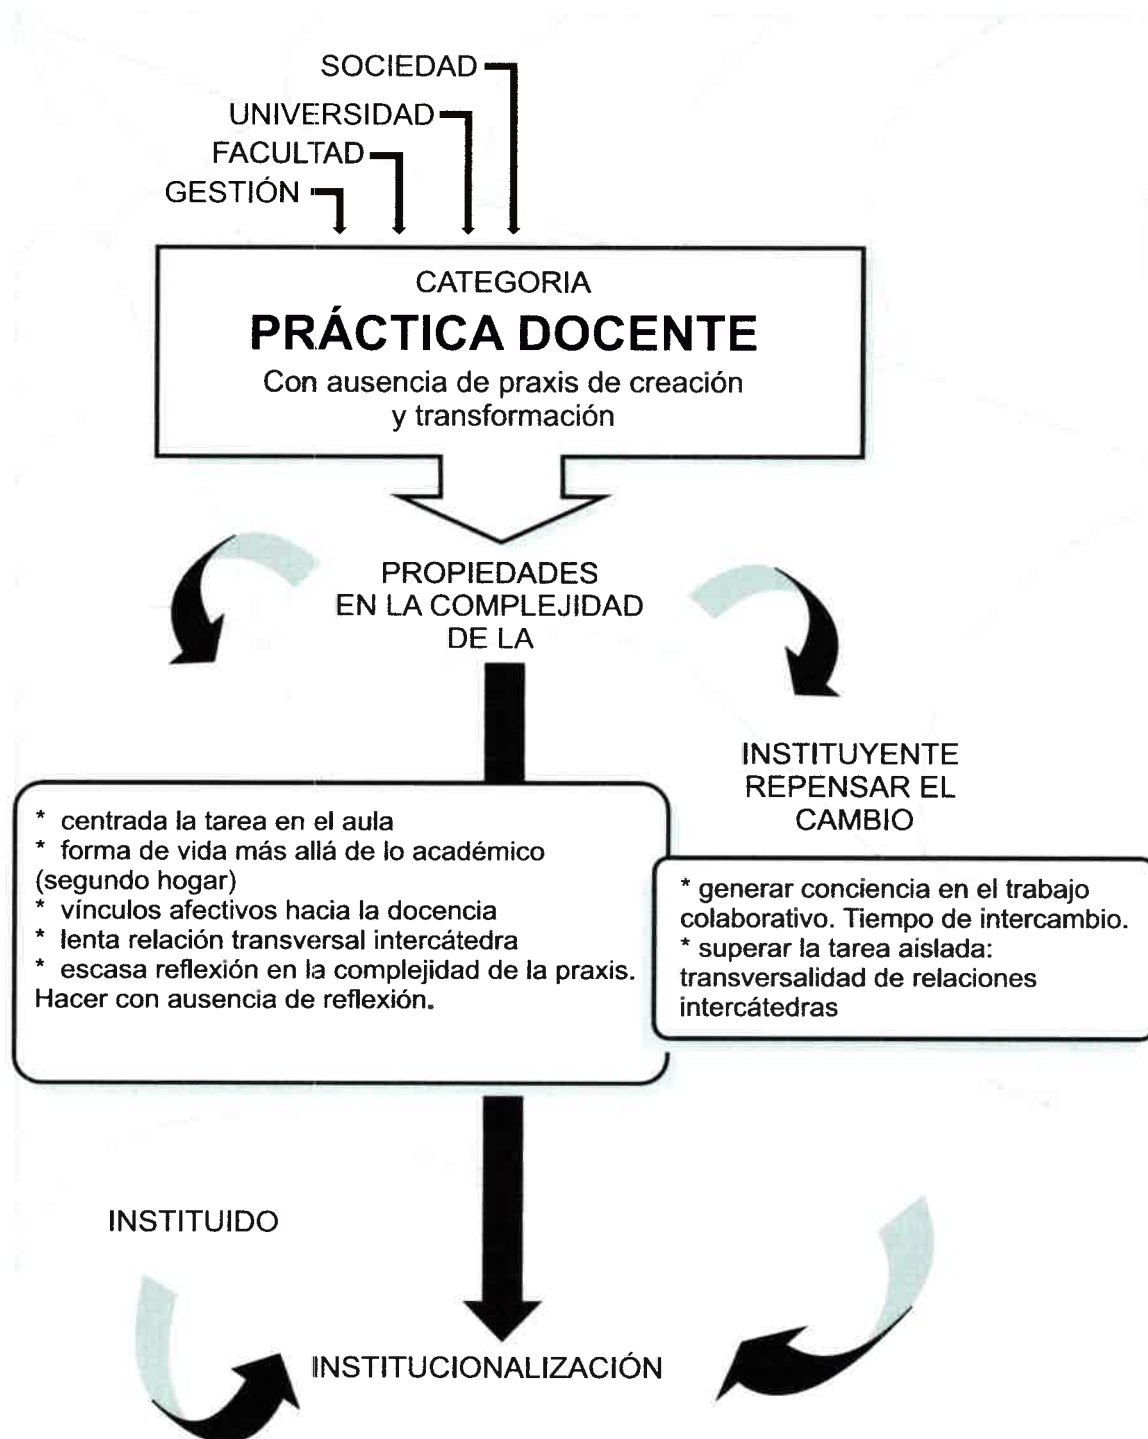 SOCIEDAD
UNIVERSIDAD
FACULTAD
GESTIÓN
CATEGORIA
PRÁCTICA DOCENTE
Con ausencia de praxis de creación
y transformación
PROPIEDADES
EN LA COMPLEJIDAD
DE LA
INSTITUYENTE
REPENSAR EL
CAMBIO
* centrada la tarea en el aula
* forma de vida más allá de lo académico
(segundo hogar)
* vínculos afectivos hacia la docencia
* lenta relación transversal intercátedra
* escasa reflexión en la complejidad de la praxis.
Hacer con ausencia de reflexión.
* generar conciencia en el trabajo
colaborativo. Tiempo de intercambio.
* superar la tarea aislada:
transversalidad de relaciones
intercátedras
INSTITUIDO
INSTITUCIONALIZACIÓN